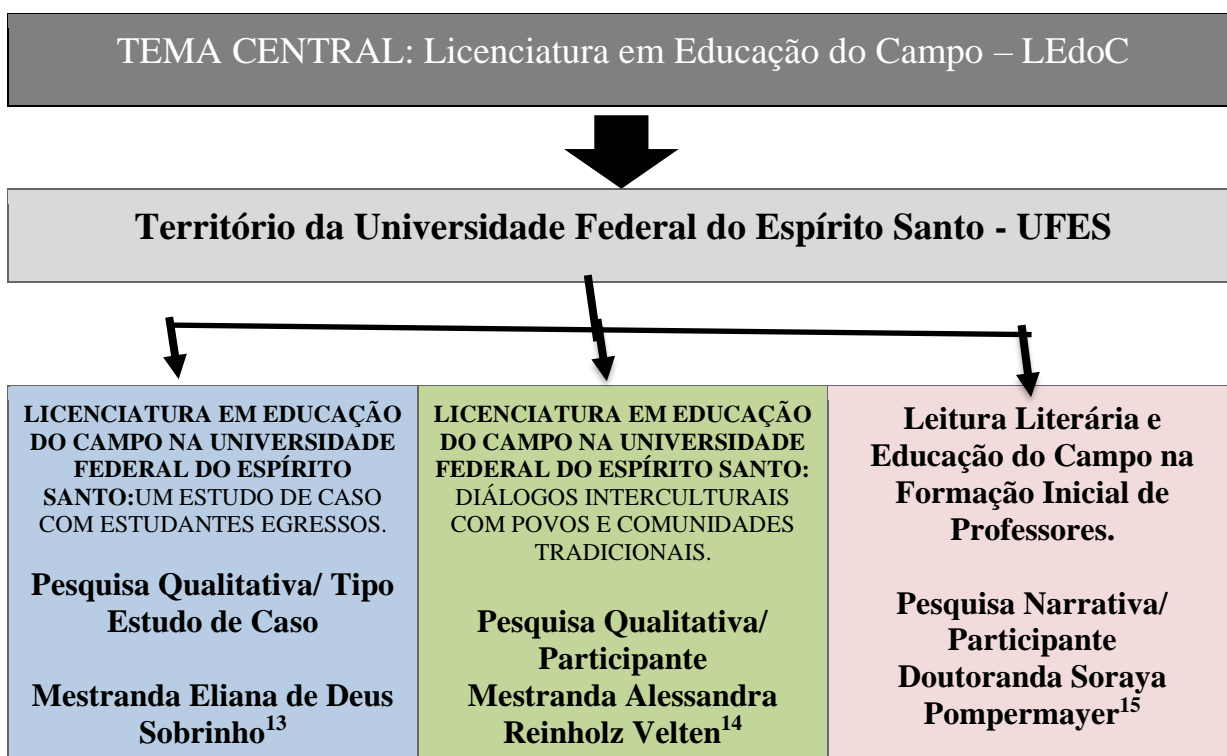 TEMA CENTRAL: Licenciatura em Educação do Campo – LEdoC
Território da Universidade Federal do Espírito Santo - UFES
LICENCIATURA EM EDUCAÇÃO
DO CAMPO NA UNIVERSIDADE
FEDERAL DO ESPÍRITO
SANTO:UM ESTUDO DE CASO
COM ESTUDANTES EGRESSOS.
Pesquisa Qualitativa/ Tipo
Estudo de Caso
Mestranda Eliana de Deus
Sobrinho13
LICENCIATURA EM EDUCAÇÃO
DO CAMPO NA UNIVERSIDADE
FEDERAL DO ESPÍRITO SANTO:
DIÁLOGOS INTERCULTURAIS
COM POVOS E COMUNIDADES
TRADICIONAIS.
Pesquisa Qualitativa/
Participante
Mestranda Alessandra
Reinholz Velten14
Leitura Literária e
Educação do Campo na
Formação Inicial de
Professores.
Pesquisa Narrativa/
Participante
Doutoranda Soraya
Pompermayer15